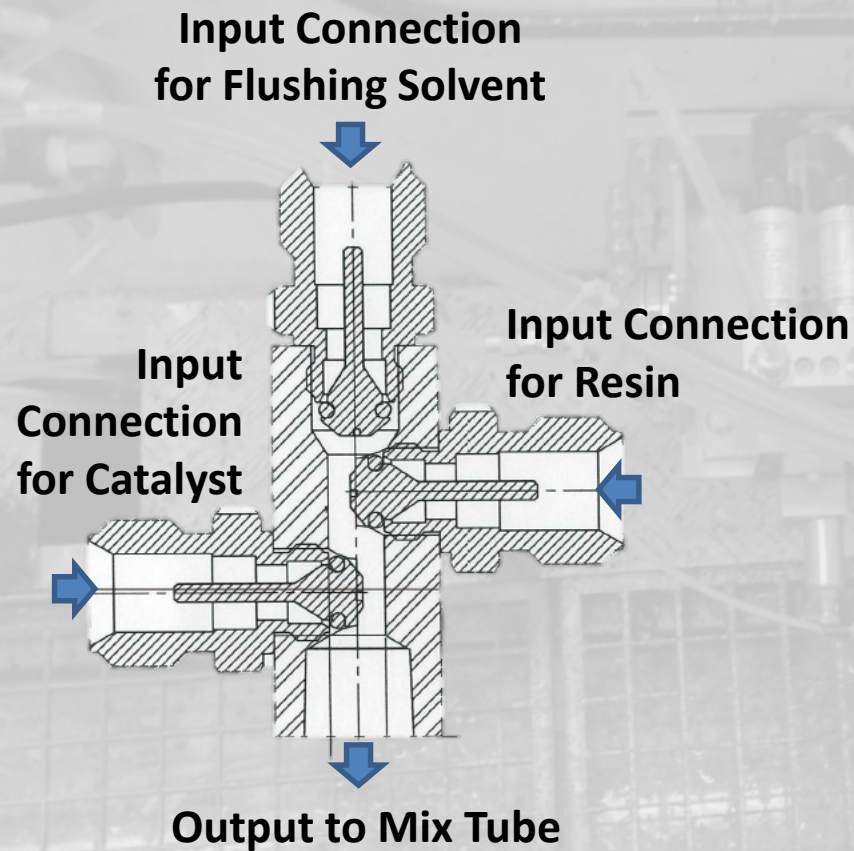 Input Connection
for Flushing Solvent
Input Connection
for Resin
Input
Connection
for Catalyst
Output to Mix Tube